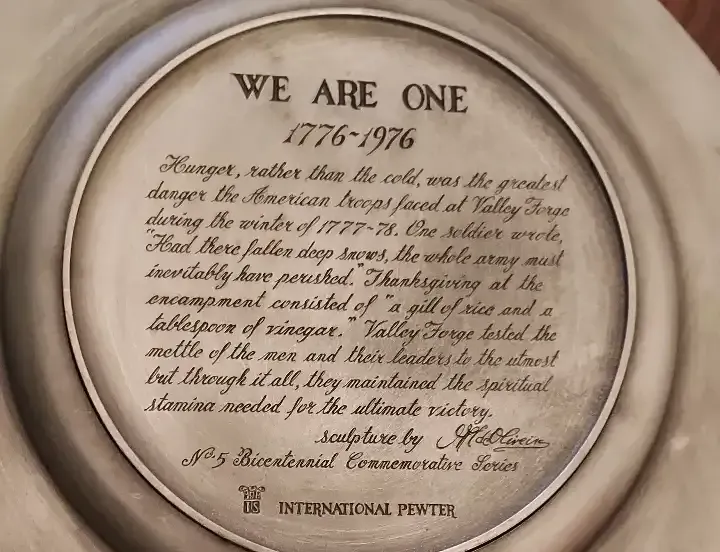 WE ARE ONE
1776-1976
Hunger, rather than the cold, was the greatest
danger the American troops faced at Valley Forge
during the winter of 1777-78. One soldier wrote,
"Had there fallen deep snows, the whole army must
inevitably have perished." Thanksgiving at the
encampment consisted of "a gill of rice and a
tablespoon of vinegar." Valley Forge tested the
mettle of the men and their leaders to the utmost
but through it all, they maintained the spiritual
stamina needed for the ultimate victory.
sculpture by
No. 5 Bicentennial Commemorative Series
US INTERNATIONAL PEWTER